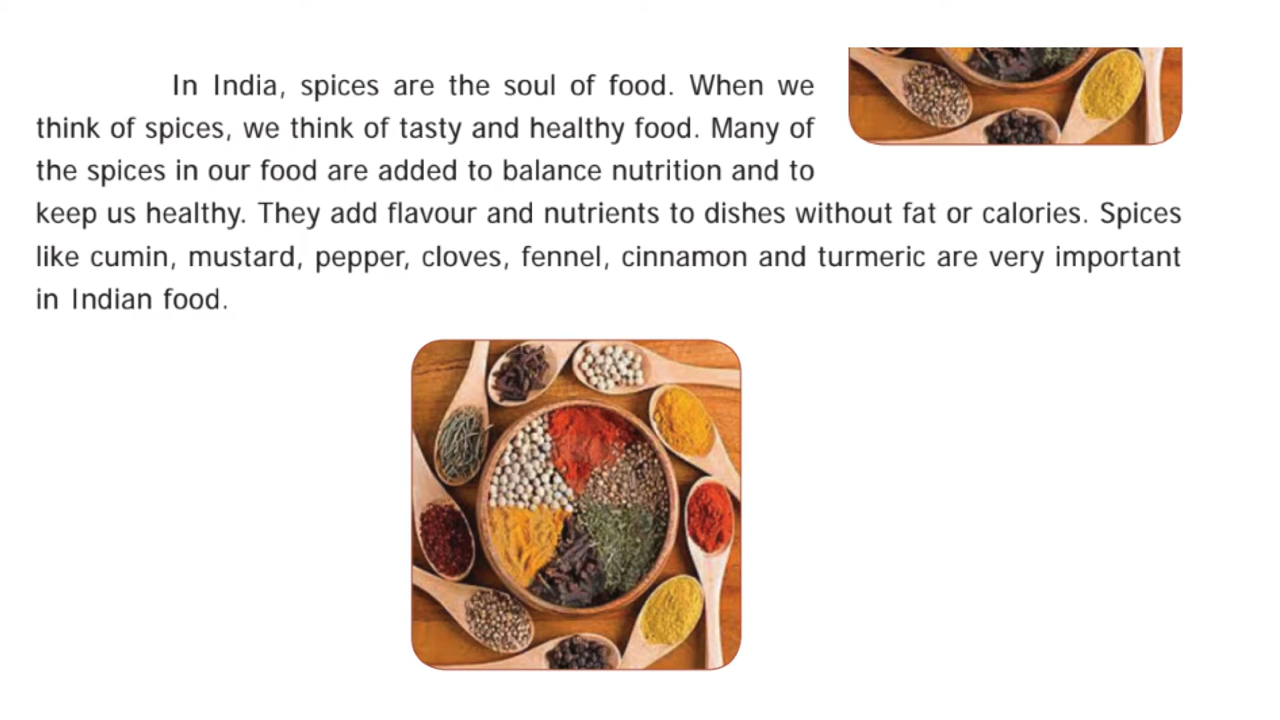 In India, spices are the soul of food. When we
think of spices, we think of tasty and healthy food. Many of
the spices in our food are added to balance nutrition and to
keep us healthy. They add flavour and nutrients to dishes without fat or calories. Spices
like cumin, mustard, pepper, cloves, fennel, cinnamon and turmeric are very important
in Indian food.